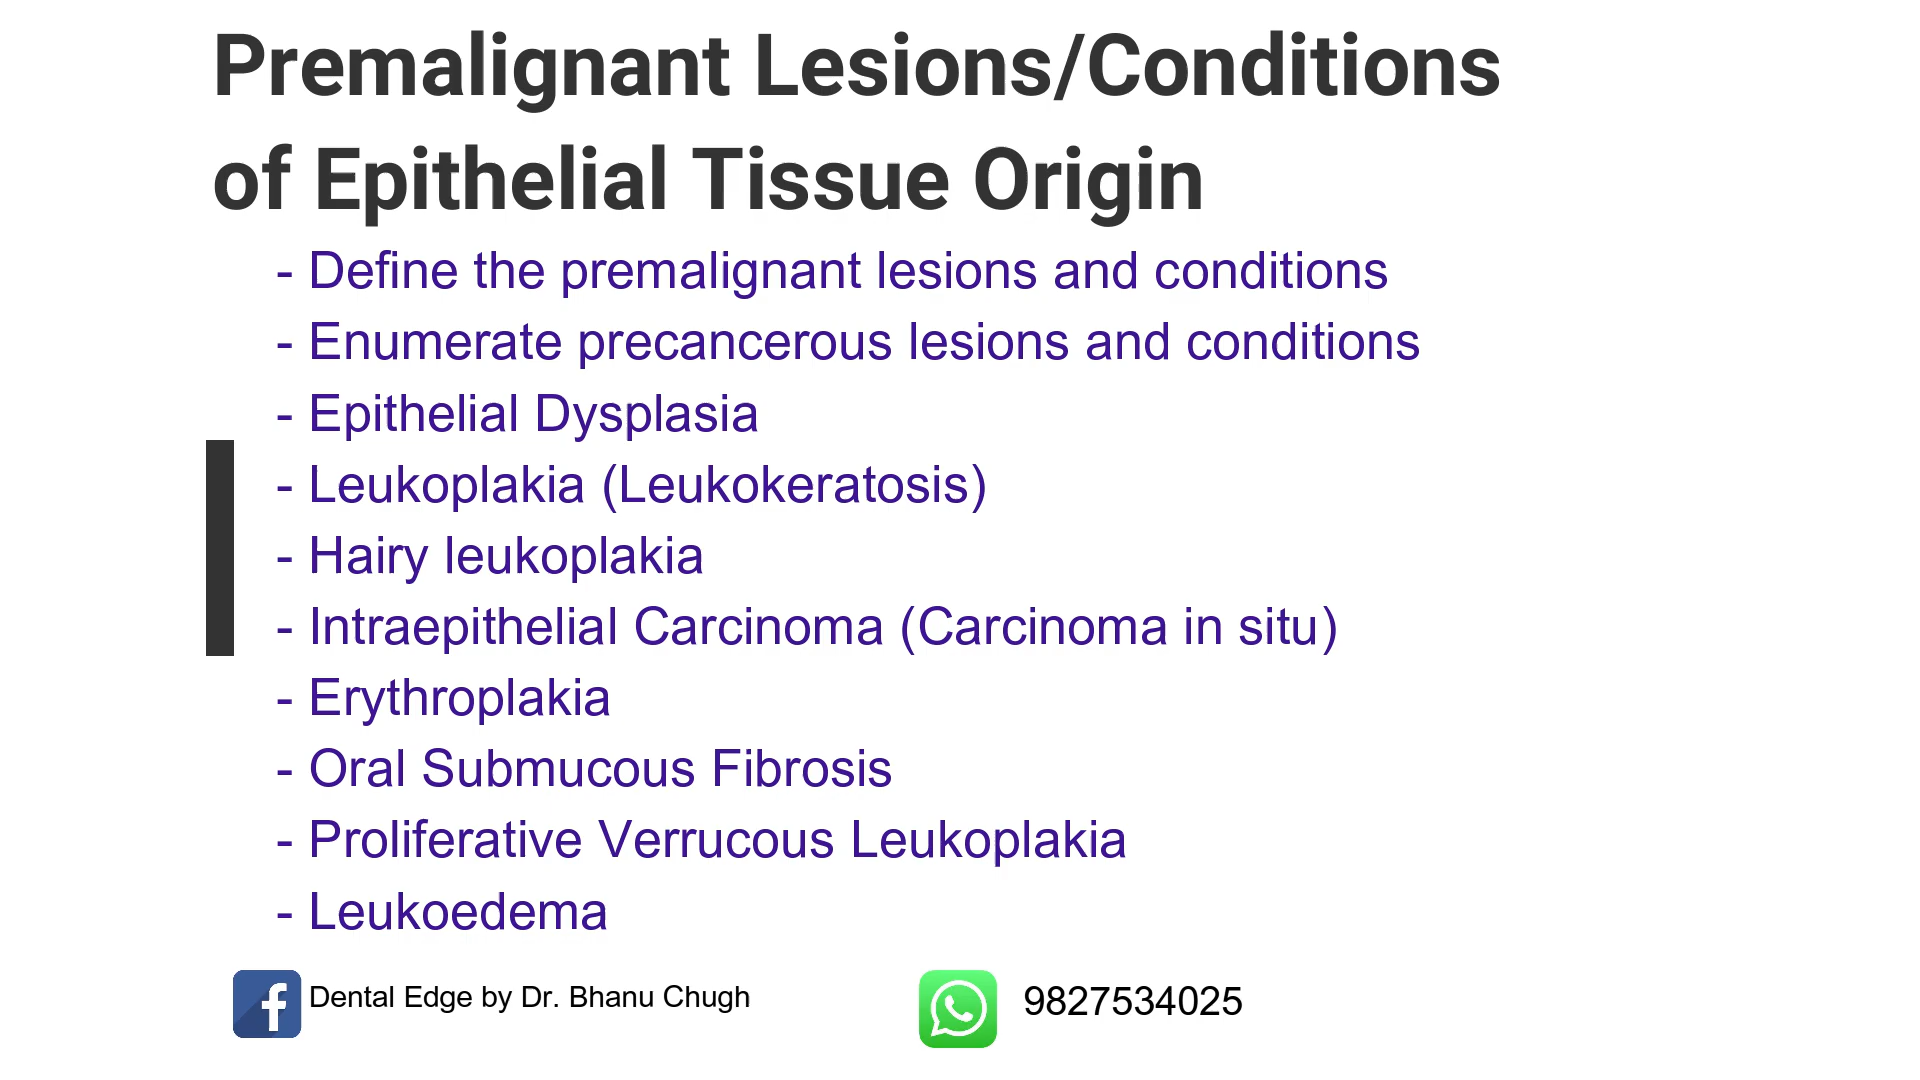 Premalignant Lesions/Conditions
of Epithelial Tissue Origin
- Define the premalignant lesions and conditions
- Enumerate precancerous lesions and conditions
- Epithelial Dysplasia
- Leukoplakia (Leukokeratosis)
- Hairy leukoplakia
- Intraepithelial Carcinoma (Carcinoma in situ)
- Erythroplakia
- Oral Submucous Fibrosis
- Proliferative Verrucous Leukoplakia
- Leukoedema
Dental Edge by Dr. Bhanu Chugh
9827534025